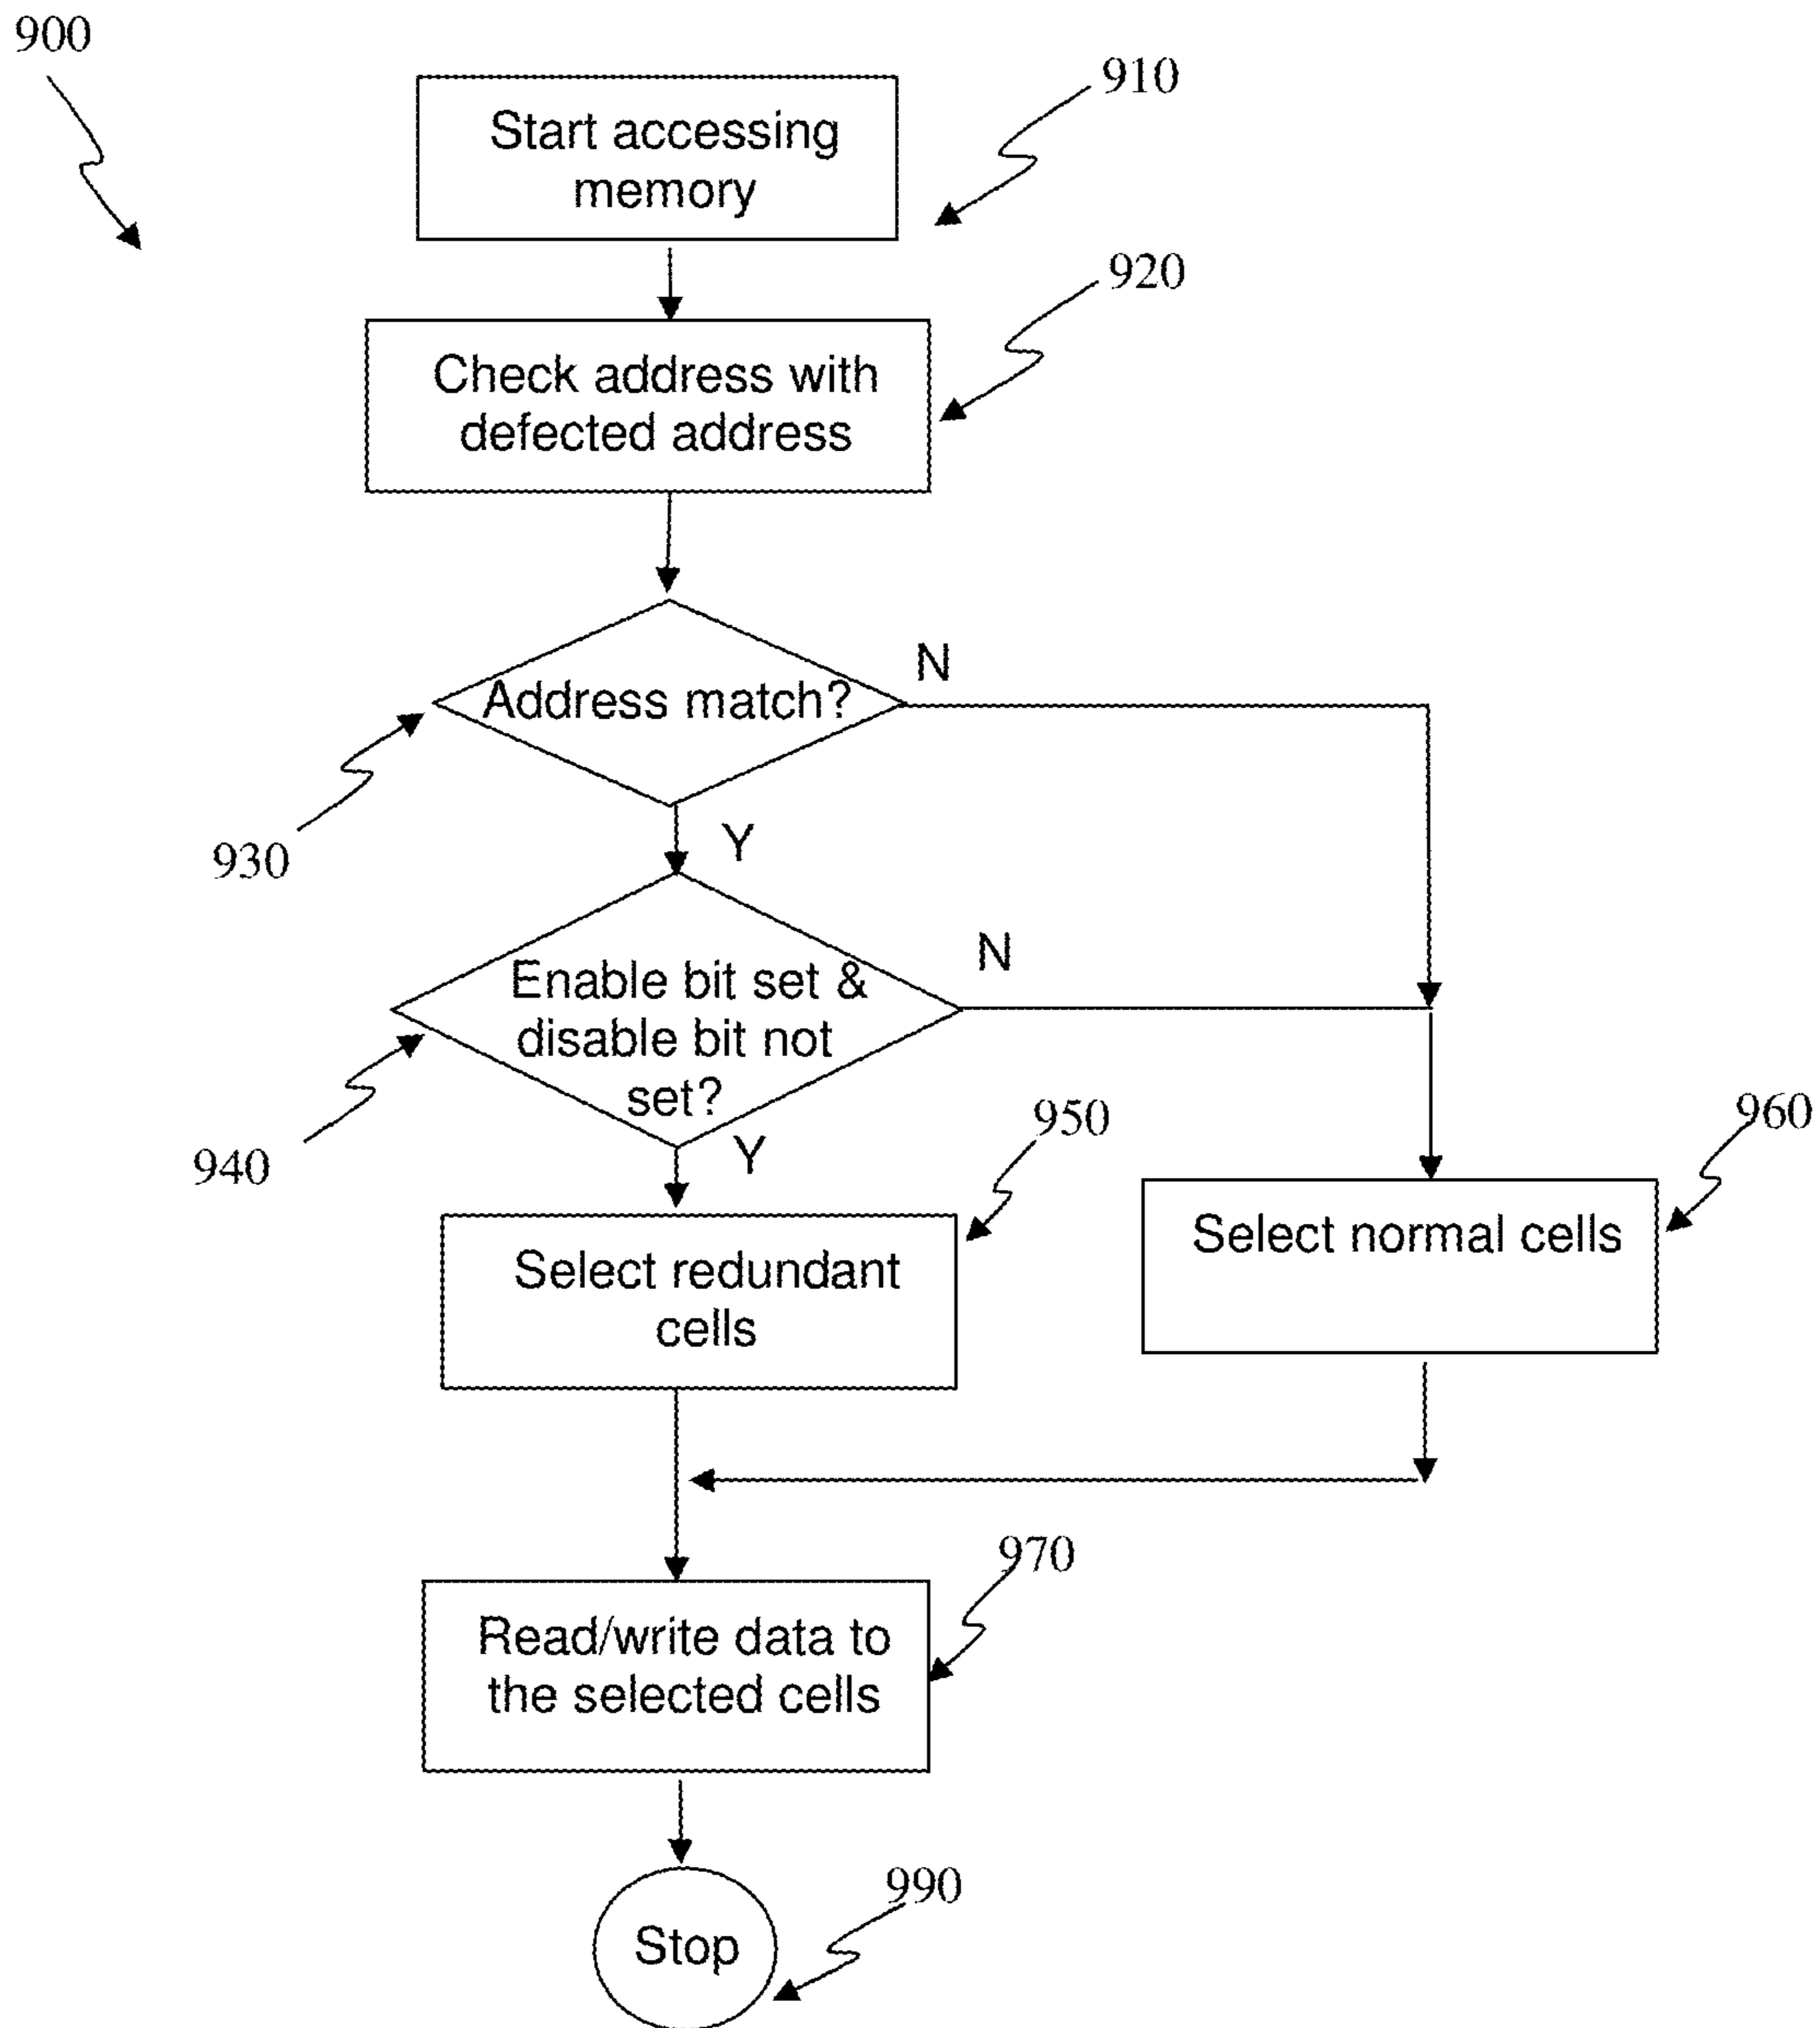 900
910
Start accessing
memory
920
Check address with
defected address
N
Address match?
930
Y
N
Enable bit set &
disable bit not
set?
940
Y
950
960
Select normal cells
Select redundant
cells
970
Read/write data to
the selected cells
990
Stop